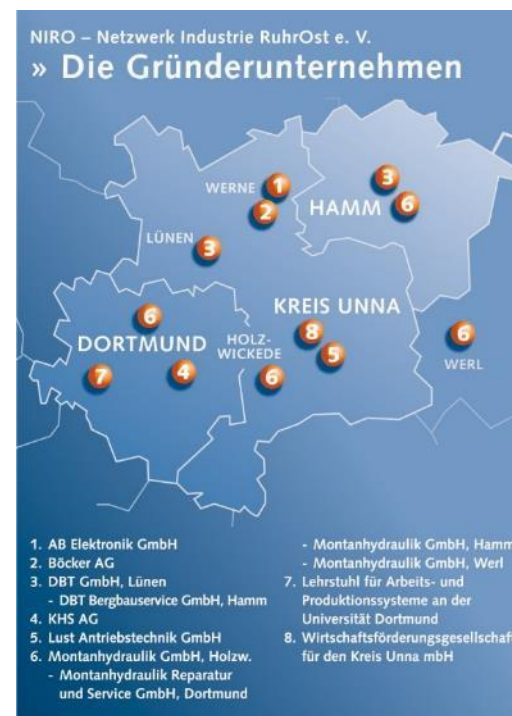 NIRO – Netzwerk Industrie RuhrOst e. V.
» Die Gründerunternehmen
WERNE
1
2
3
HAMM
6
LÜNEN
3
KREIS UNNA
6
DORTMUND
7
4
HOLZ-
WICKEDE
6
8
5
6
WERL
1. AB Elektronik GmbH
2. Böcker AG
3. DBT GmbH, Lünen
- DBT Bergbauservice GmbH, Hamm
4. KHS AG
5. Lust Antriebstechnik GmbH
6. Montanhydraulik GmbH, Holzw.
- Montanhydraulik Reparatur
und Service GmbH, Dortmund
- Montanhydraulik GmbH, Hamm
- Montanhydraulik GmbH, Werl
7. Lehrstuhl für Arbeits- und
Produktionssysteme an der
Universität Dortmund
8. Wirtschaftsförderungsgesellschaft
für den Kreis Unna mbH